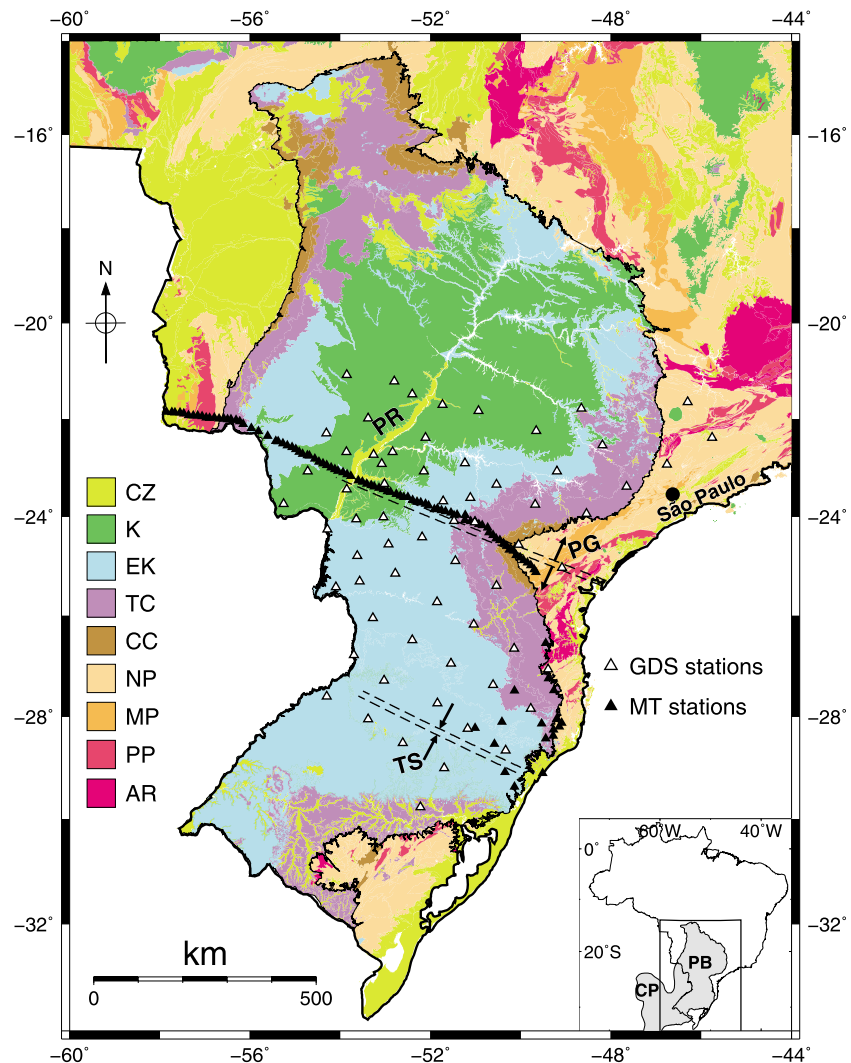 −60° −56° −52° −48° −44°
−16°
−20°
−24°
−28°
−32°
N
PR
São Paulo
PG
TS
CZ
K
EK
TC
CC
NP
MP
PP
AR
GDS stations
MT stations
km
0 500
60°W 40°W
0°
20°S
PB
CP
−16°
−20°
−24°
−28°
−32°
−60° −56° −52° −48° −44°